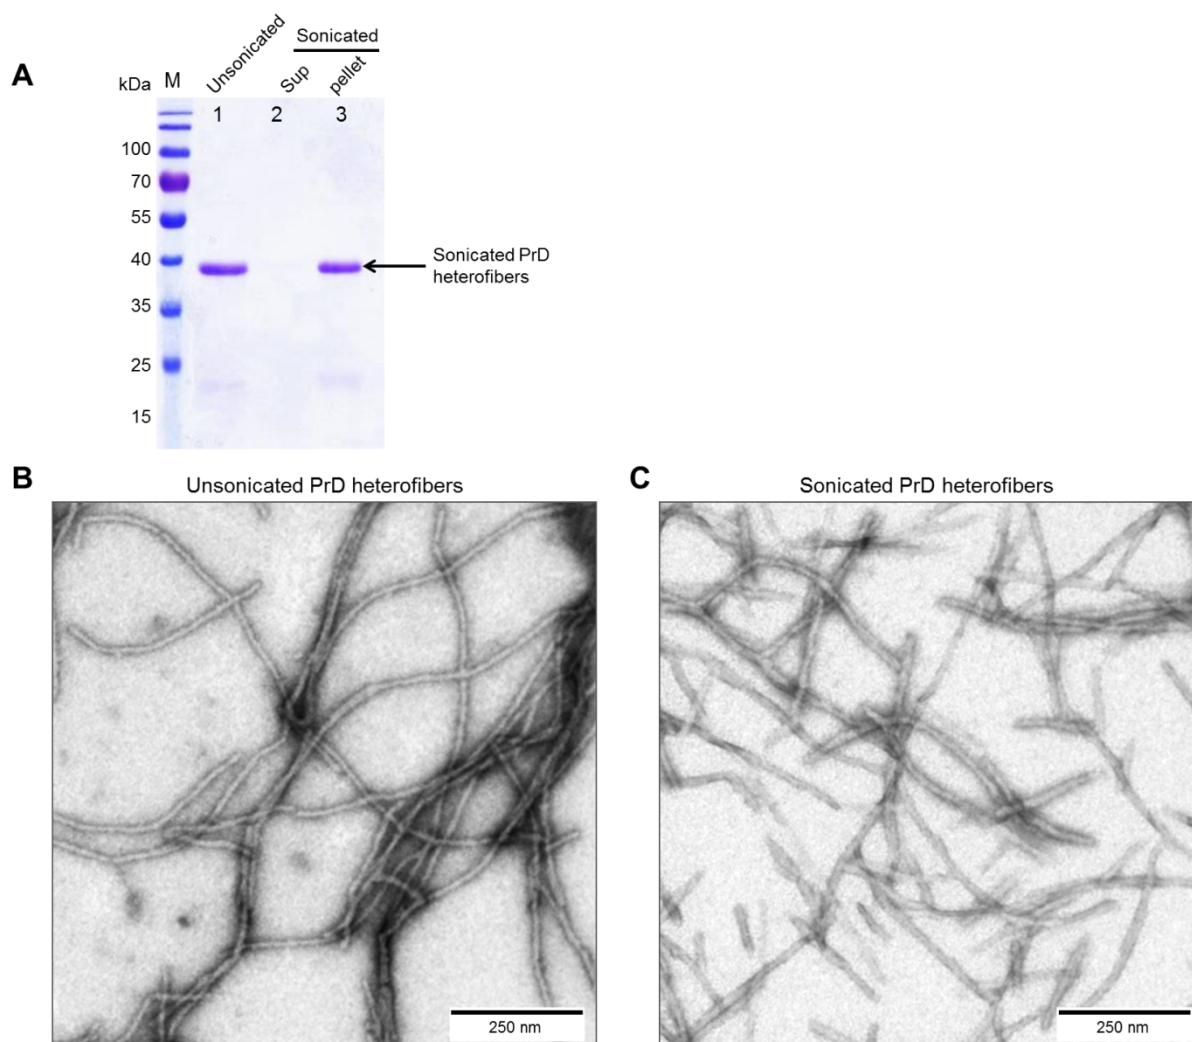 A
kDa
M
Unsonicated
Sonicated
Sup
pellet
1
2
3
100
70
55
40
35
25
15
Sonicated PrD
heterofibers
B
Unsonicated PrD heterofibers
250 nm
C
Sonicated PrD heterofibers
250 nm